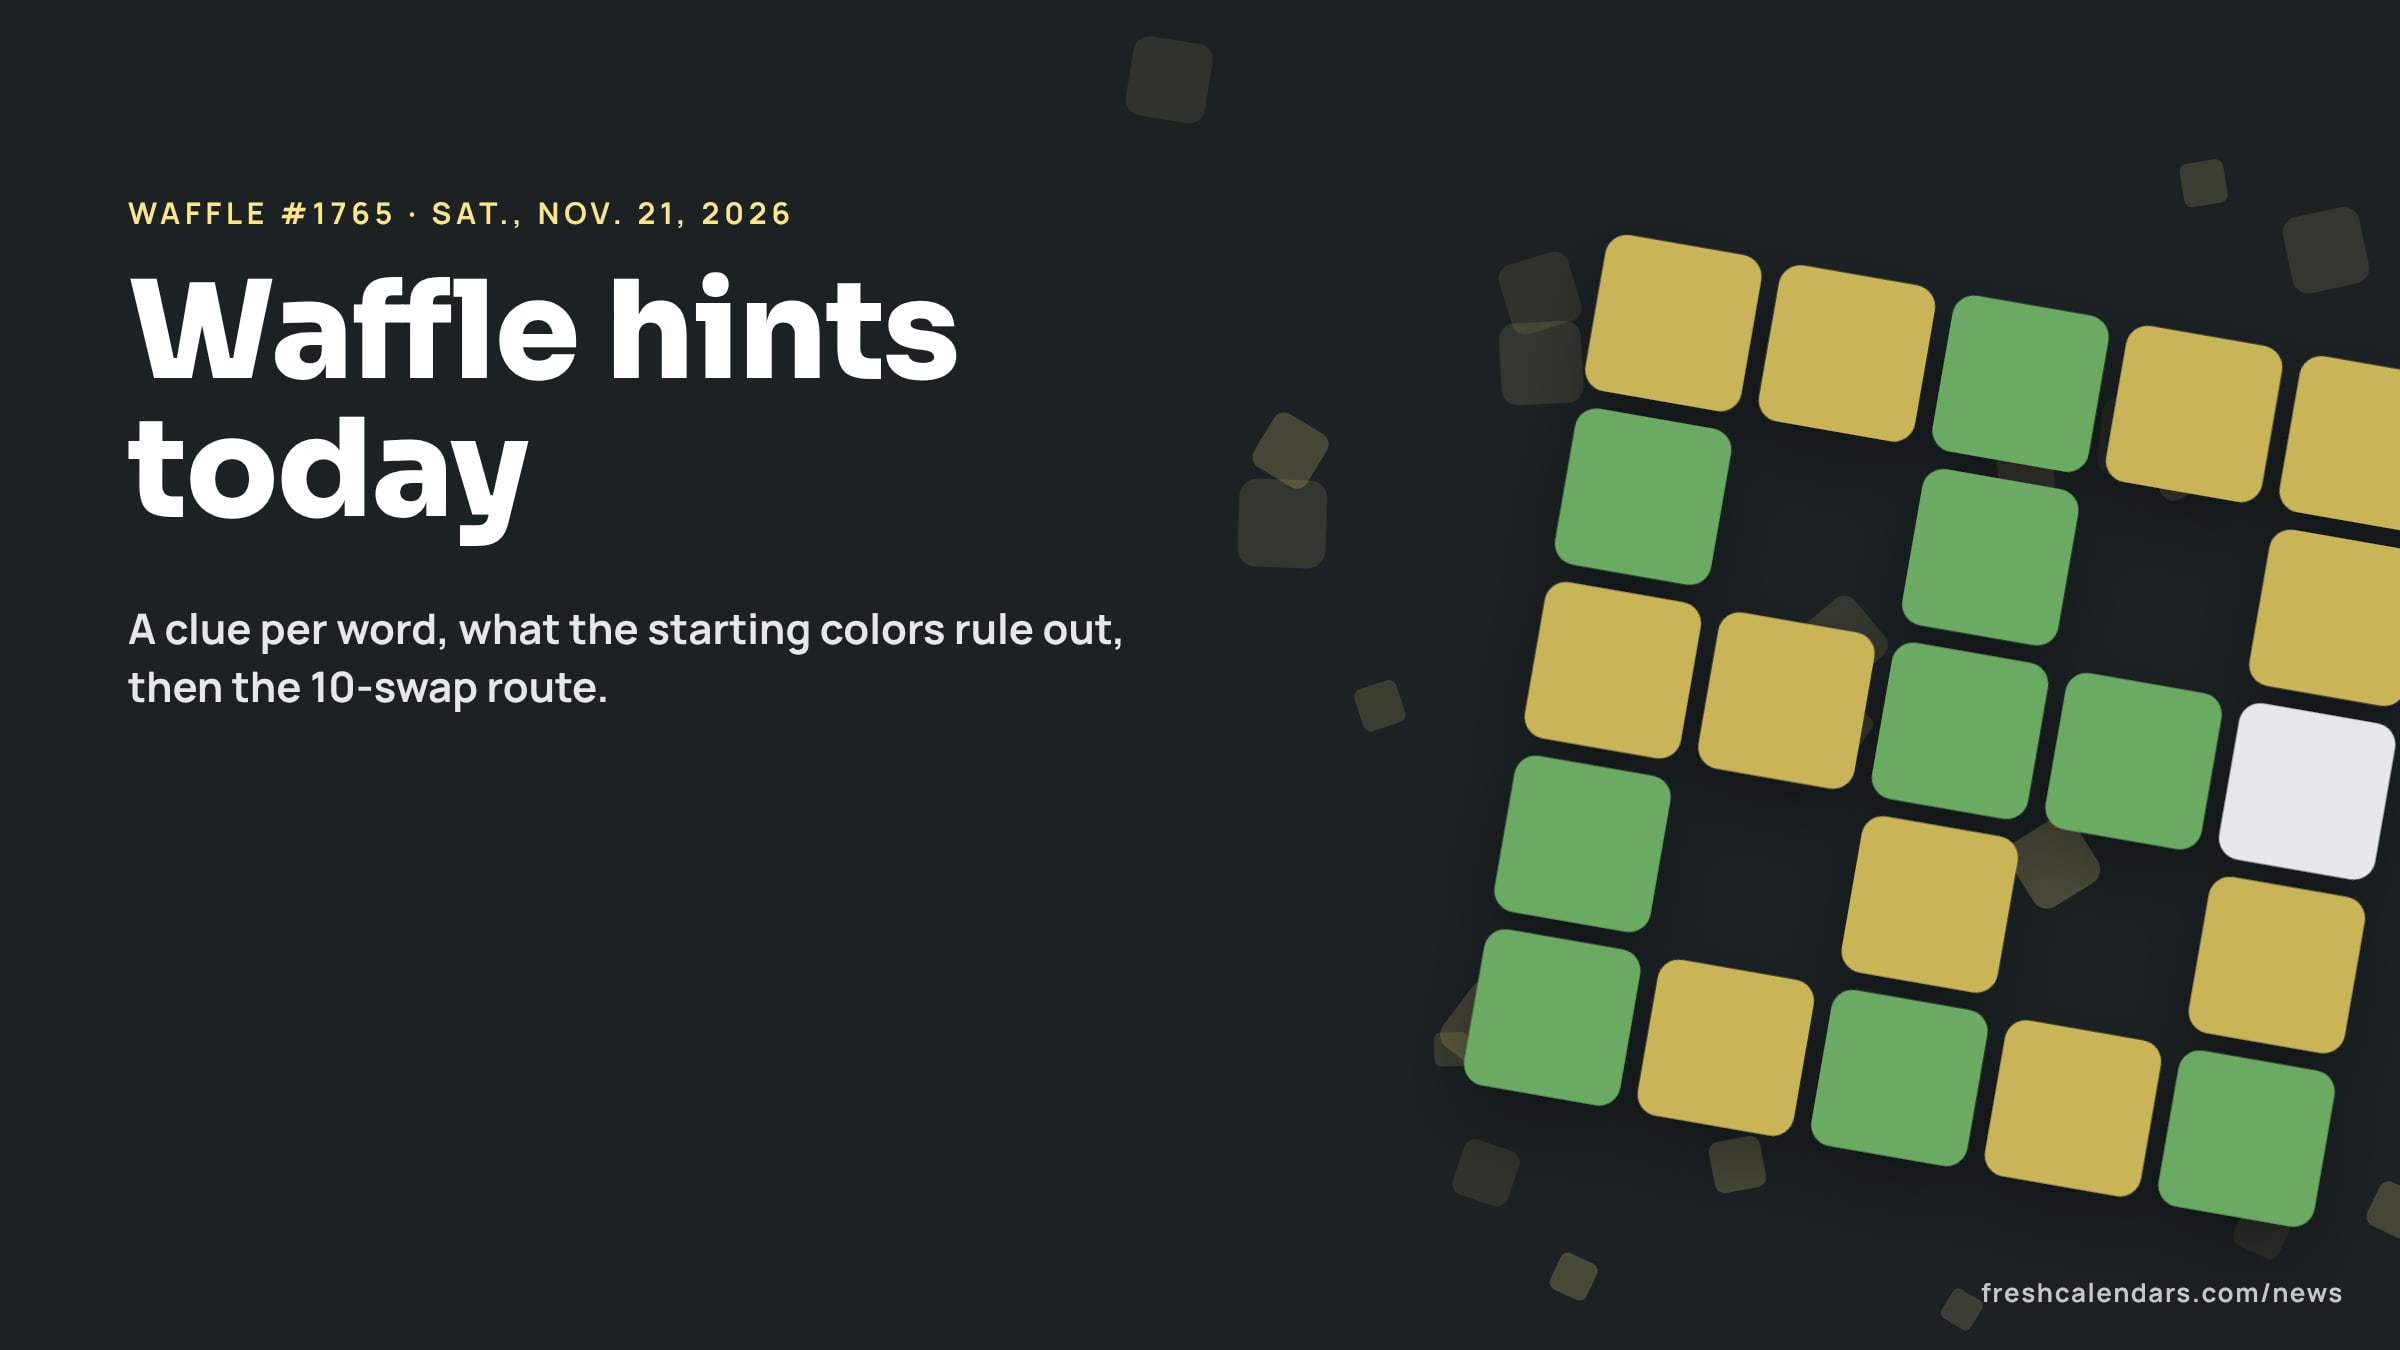 WAFFLE #1765 · SAT., NOV. 21, 2026
Waffle hints
today
A clue per word, what the starting colors rule out,
then the 10-swap route.
freshcalendars.com/news